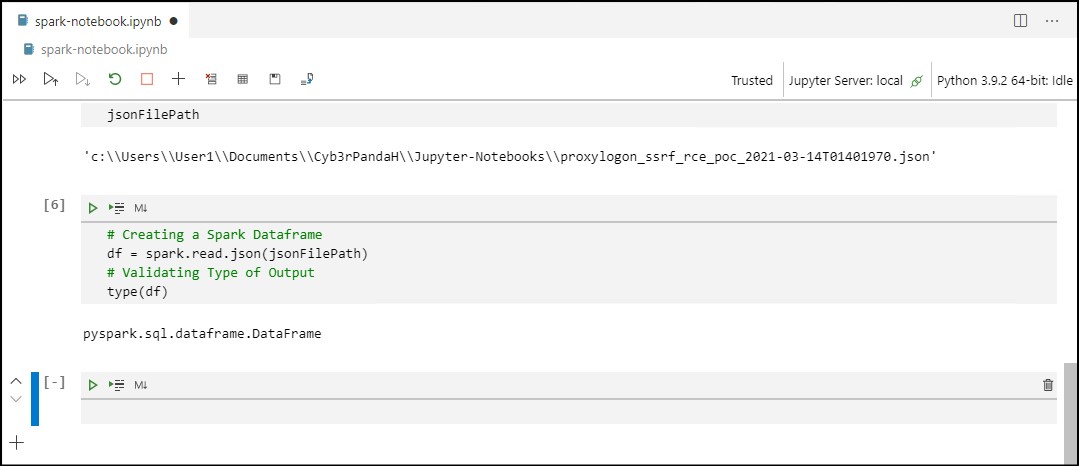 spark-notebook.ipynb ●
spark-notebook.ipynb
Trusted Jupyter Server: local Python 3.9.2 64-bit: Idle
jsonFilePath
'c:\\Users\\User1\\Documents\\Cyb3rPandaH\\Jupyter-Notebooks\\proxylogon_ssrf_rce_poc_2021-03-14T01401970.json'
[6] M↓
# Creating a Spark Dataframe
df = spark.read.json(jsonFilePath)
# Validating Type of Output
type(df)
pyspark.sql.dataframe.DataFrame
[-] M↓